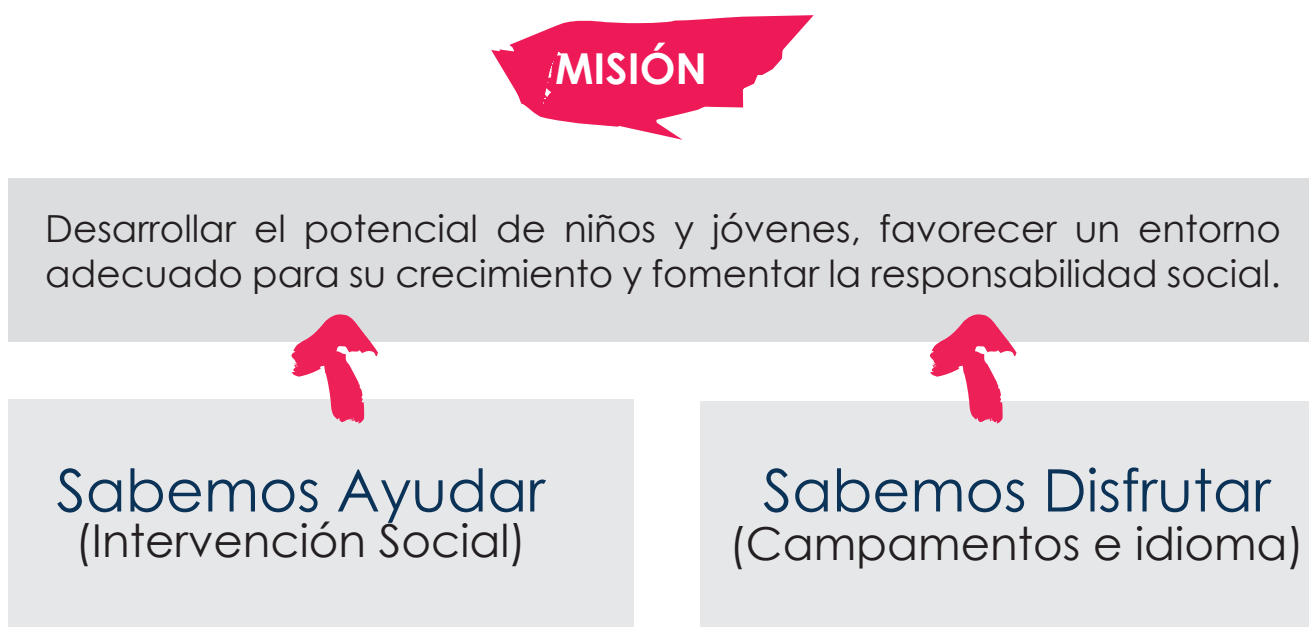 MISIÓN
Desarrollar el potencial de niños y jóvenes, favorecer un entorno
adecuado para su crecimiento y fomentar la responsabilidad social.
Sabemos Ayudar
(Intervención Social)
Sabemos Disfrutar
(Campamentos e idioma)